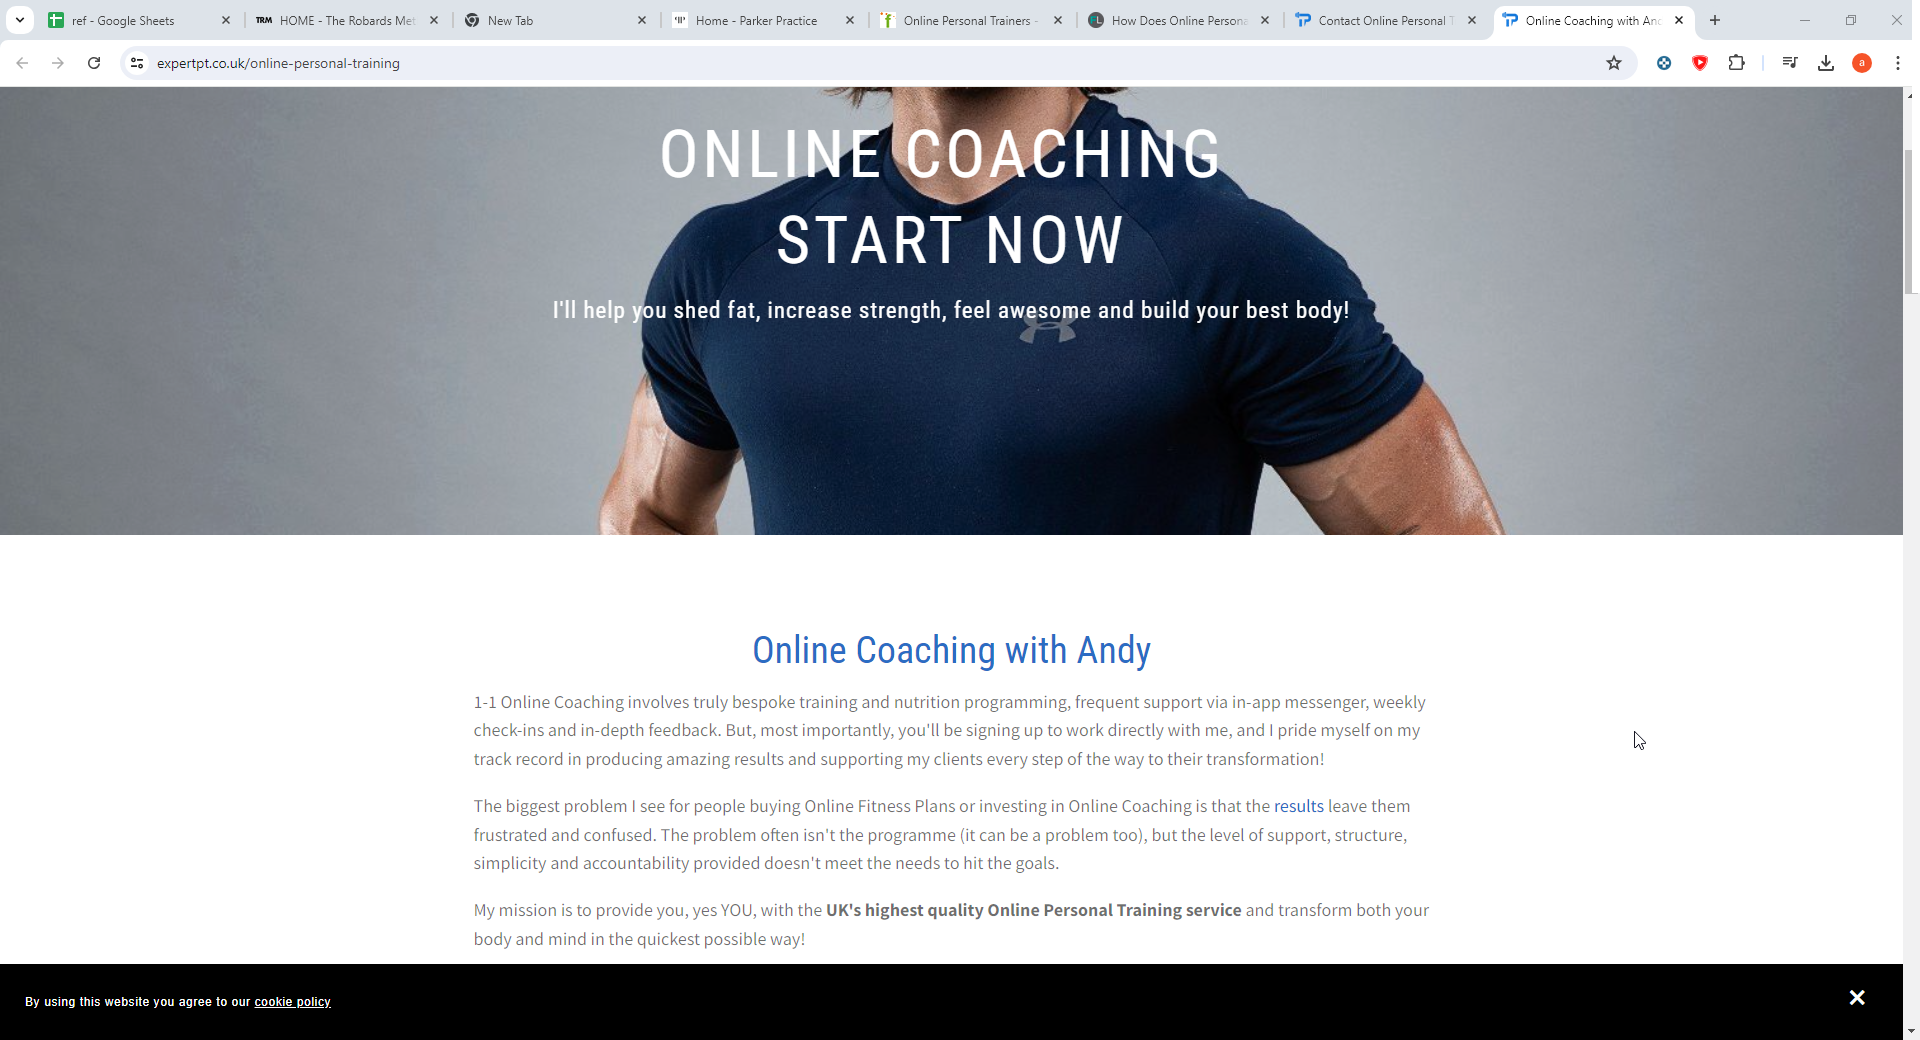 ref - Google Sheets
TRM HOME - The Robards Met
New Tab
Home - Parker Practice
Online Personal Trainers -
FL How Does Online Persona
Contact Online Personal T
Online Coaching with And
expertpt.co.uk/online-personal-training
a
ONLINE COACHING
START NOW
I'll help you shed fat, increase strength, feel awesome and build your best body!
Online Coaching with Andy
1-1 Online Coaching involves truly bespoke training and nutrition programming, frequent support via in-app messenger, weekly
check-ins and in-depth feedback. But, most importantly, you'll be signing up to work directly with me, and I pride myself on my
track record in producing amazing results and supporting my clients every step of the way to their transformation!
The biggest problem I see for people buying Online Fitness Plans or investing in Online Coaching is that the results leave them
frustrated and confused. The problem often isn't the programme (it can be a problem too), but the level of support, structure,
simplicity and accountability provided doesn't meet the needs to hit the goals.
My mission is to provide you, yes YOU, with the UK's highest quality Online Personal Training service and transform both your
body and mind in the quickest possible way!
By using this website you agree to our cookie policy